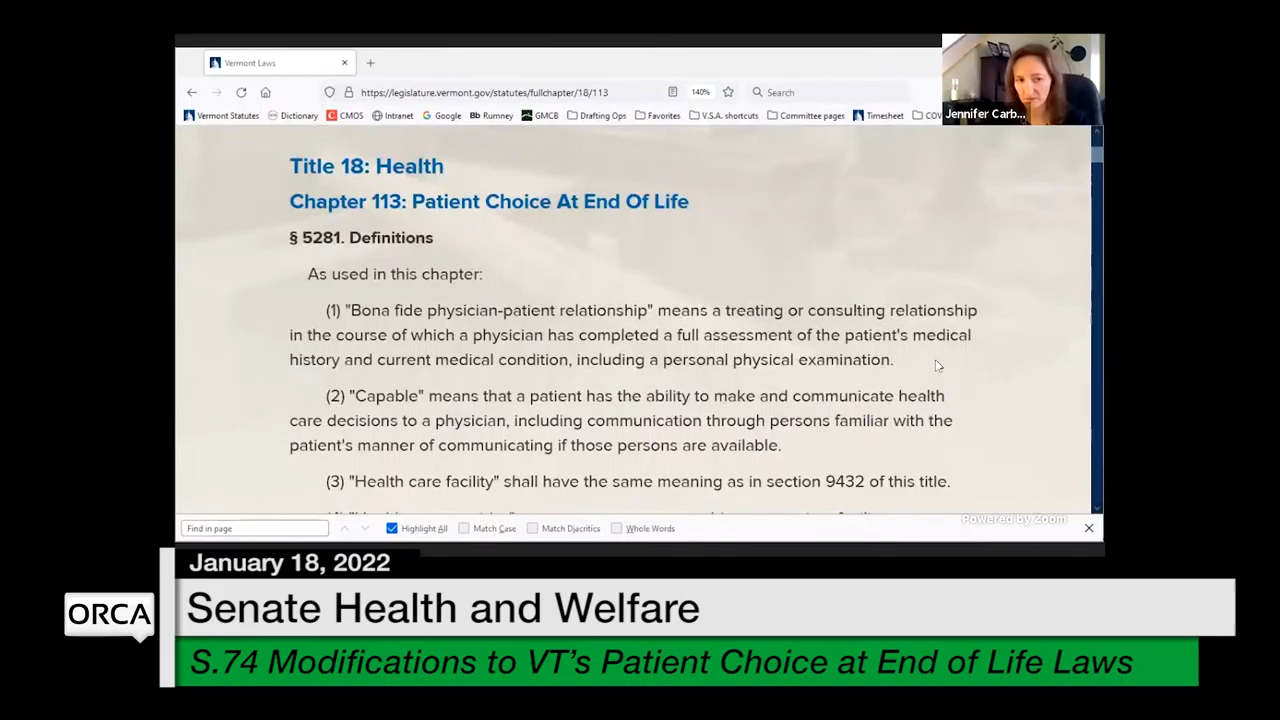 Vermont Laws
https://legislature.vermont.gov/statutes/fullchapter/18/113
140%
Search
Vermont Statutes
Dictionary
CMOS
Intranet
Google
Bb Rumney
GMCB
Drafting Ops
Favorites
V.S.A. shortcuts
Committee pages
Timesheet
COV
Jennifer Carb...
Title 18: Health
Chapter 113: Patient Choice At End Of Life
§ 5281. Definitions
As used in this chapter:
(1) "Bona fide physician-patient relationship" means a treating or consulting relationship
in the course of which a physician has completed a full assessment of the patient's medical
history and current medical condition, including a personal physical examination.
(2) "Capable" means that a patient has the ability to make and communicate health
care decisions to a physician, including communication through persons familiar with the
patient's manner of communicating if those persons are available.
(3) "Health care facility" shall have the same meaning as in section 9432 of this title.
Powered by Zoom
Find in page
Highlight All
Match Case
Match Diacritics
Whole Words
January 18, 2022
ORCA
Senate Health and Welfare
S.74 Modifications to VT's Patient Choice at End of Life Laws